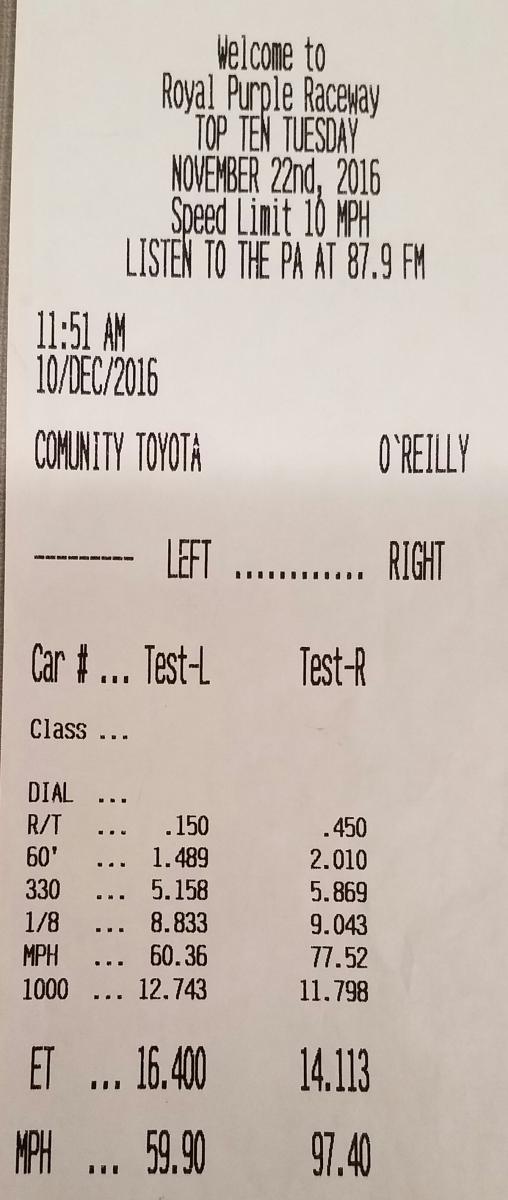 Welcome to
Royal Purple Raceway
TOP TEN TUESDAY
NOVEMBER 22nd, 2016
Speed Limit 10 MPH
LISTEN TO THE PA AT 87.9 FM
11:51 AM
10/DEC/2016
COMUNITY TOYOTA O`REILLY
-------- LEFT ............ RIGHT
Car # ... Test-L Test-R
Class ...
DIAL ...
R/T ... .150 .450
60' ... 1.489 2.010
330 ... 5.158 5.869
1/8 ... 8.833 9.043
MPH ... 60.36 77.52
1000 ... 12.743 11.798
ET ... 16.400 14.113
MPH ... 59.90 97.40